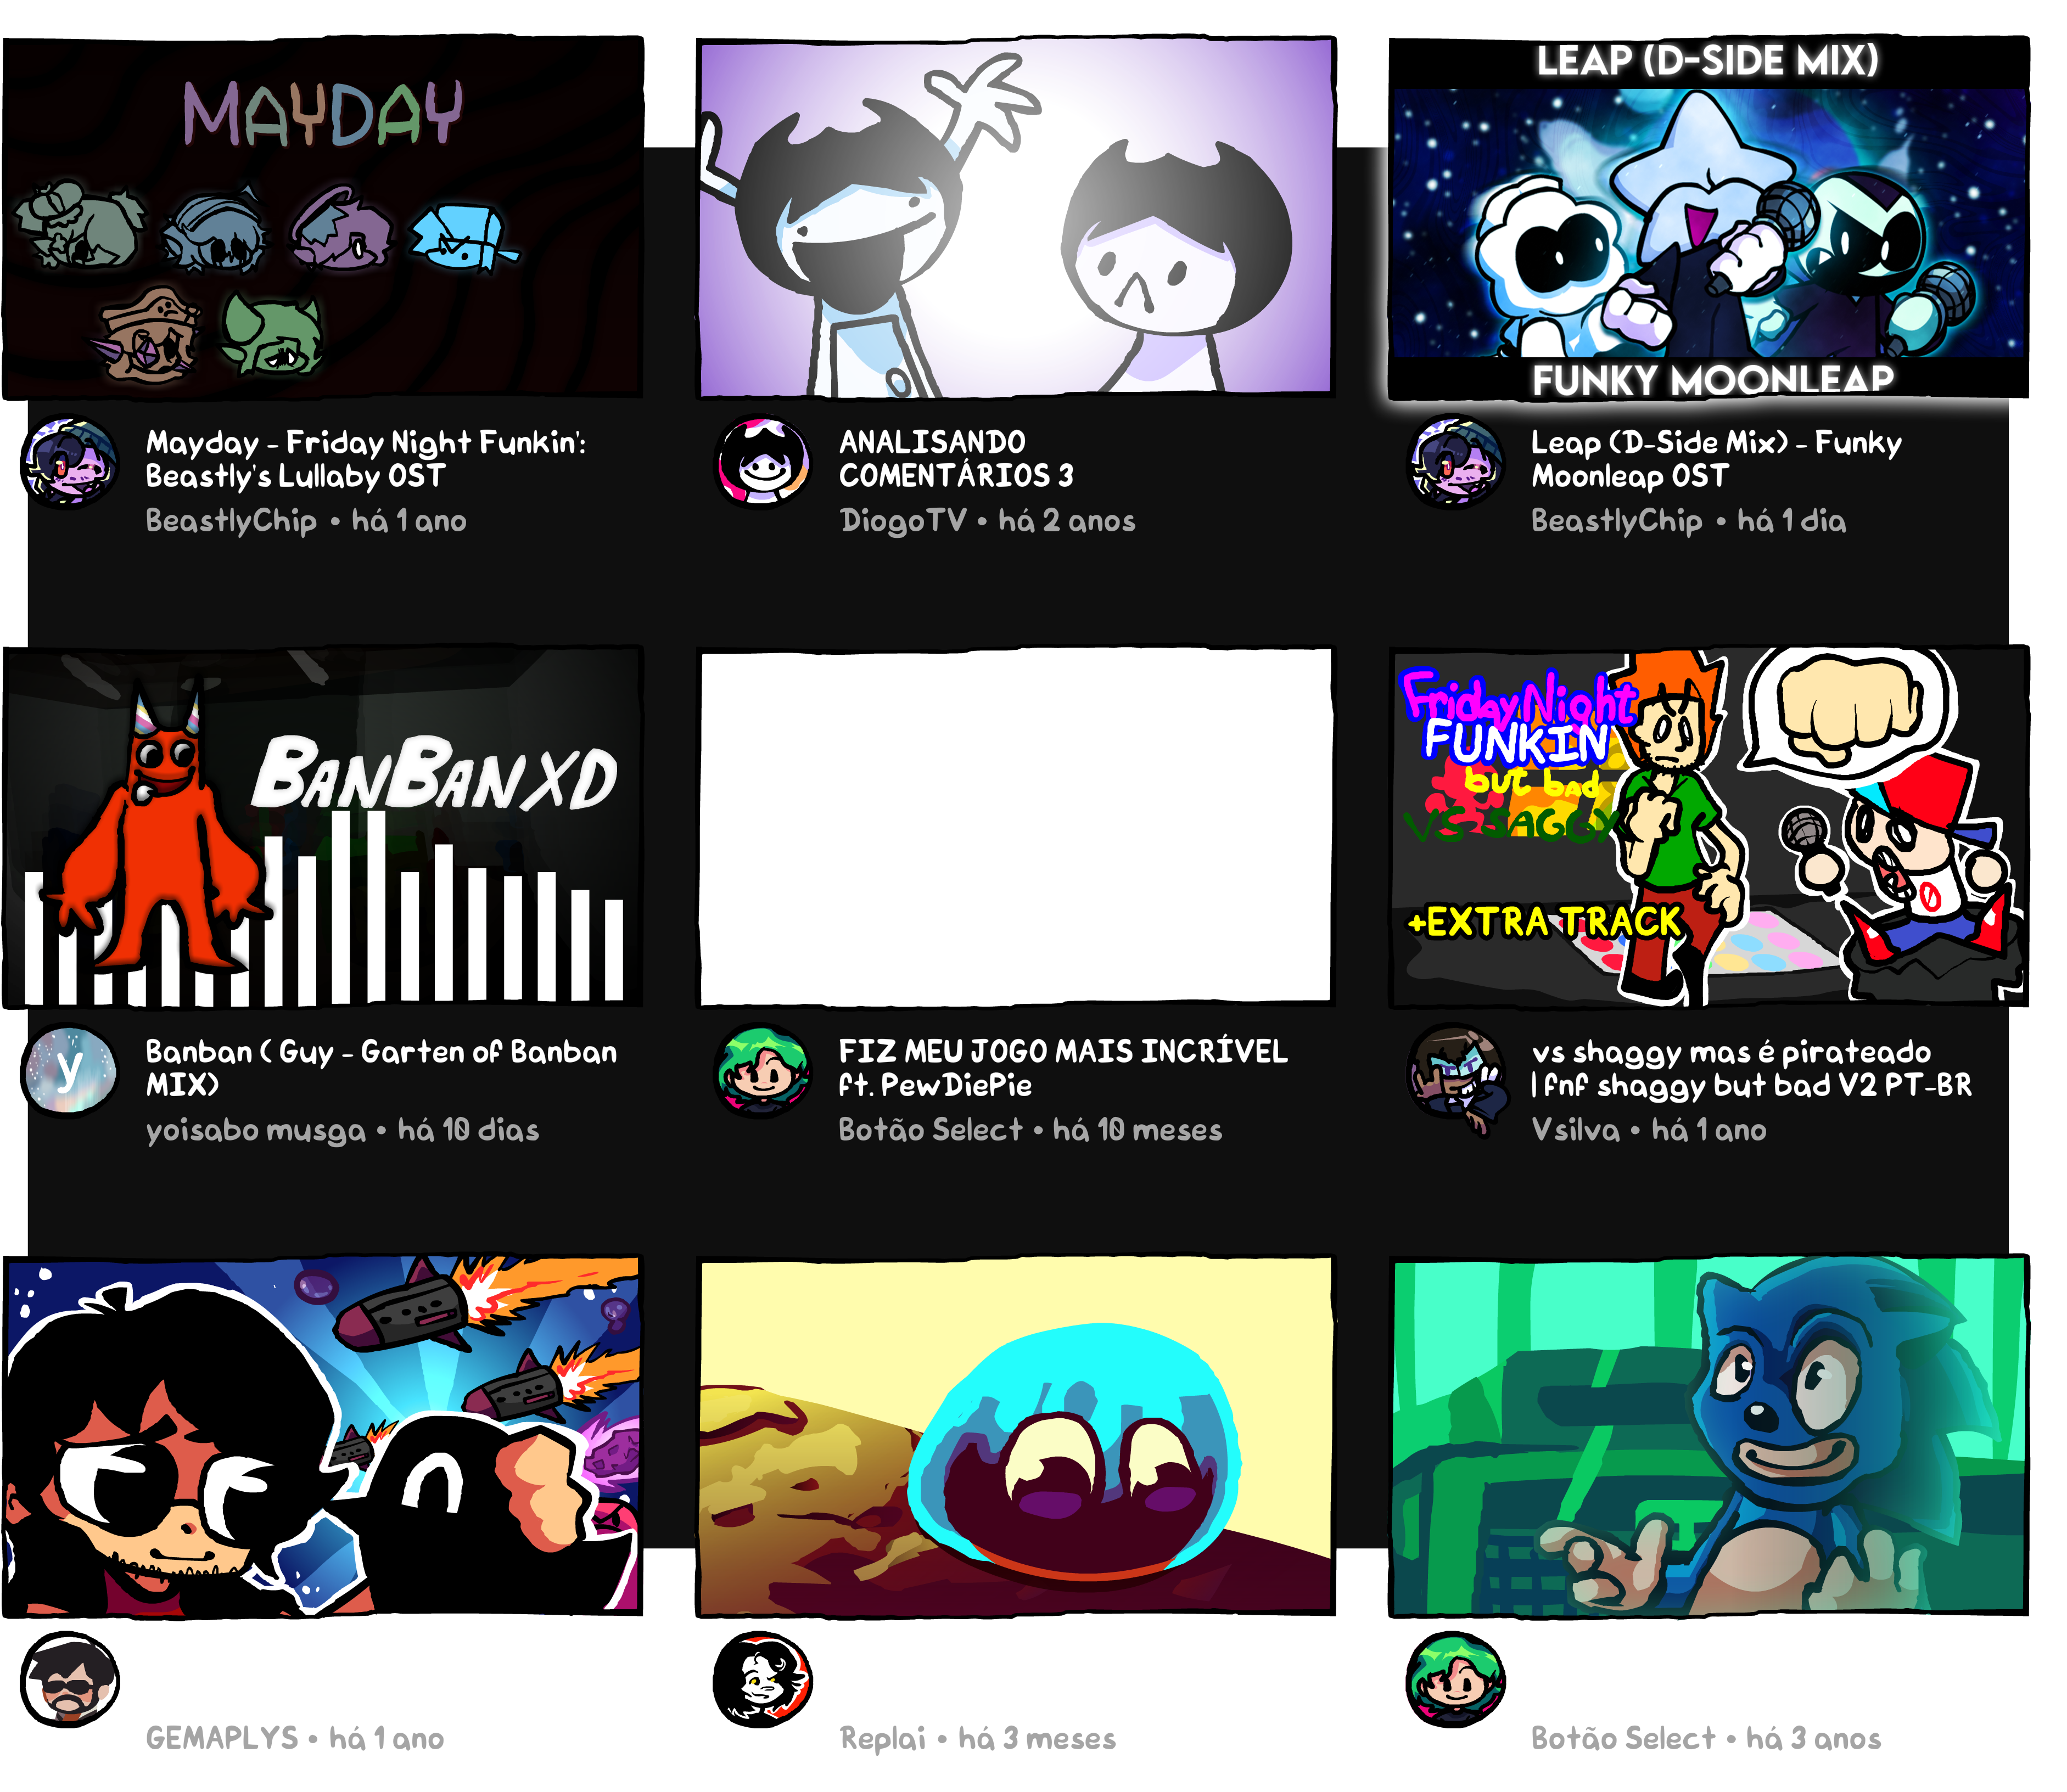 MAYDAY
LEAP (D-SIDE MIX)
FUNKY MOONLEAP
Mayday - Friday Night Funkin':
Beastly's Lullaby OST
BeastlyChip • há 1 ano
ANALISANDO
COMENTÁRIOS 3
DiogoTV • há 2 anos
Leap (D-Side Mix) - Funky
Moonleap OST
BeastlyChip • há 1 dia
BANBAN XD
Friday Night
FUNKIN
but bad
VS SAGGY
+EXTRA TRACK
y
Banban ( Guy - Garten of Banban
MIX)
yoisabo musga • há 10 dias
FIZ MEU JOGO MAIS INCRÍVEL
ft. PewDiePie
Botão Select • há 10 meses
vs shaggy mas é pirateado
| fnf shaggy but bad V2 PT-BR
Vsilva • há 1 ano
GEMAPLYS • há 1 ano
Replai • há 3 meses
Botão Select • há 3 anos